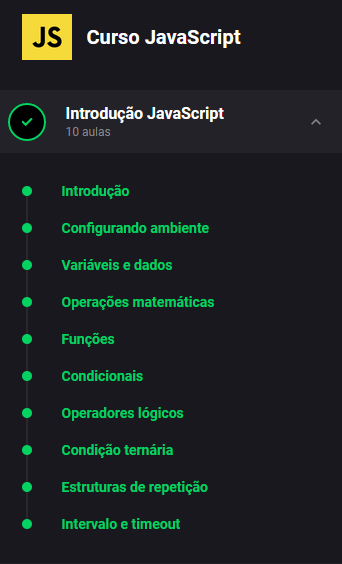 JS
Curso JavaScript
Introdução JavaScript
10 aulas
Introdução
Configurando ambiente
Variáveis e dados
Operações matemáticas
Funções
Condicionais
Operadores lógicos
Condição ternária
Estruturas de repetição
Intervalo e timeout